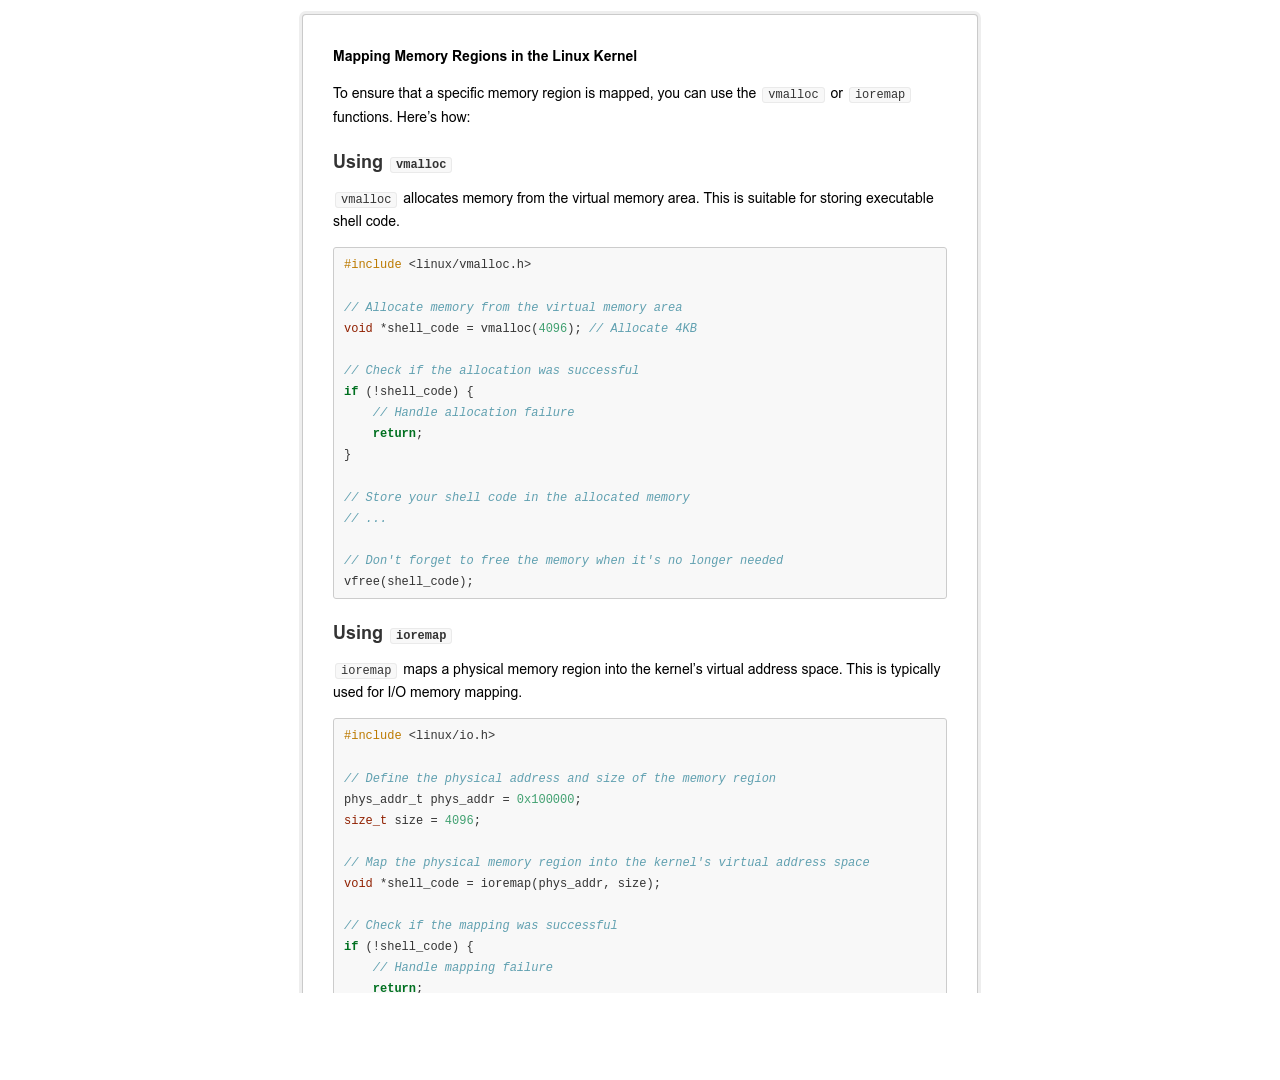 Mapping Memory Regions in the Linux Kernel
To ensure that a specific memory region is mapped, you can use the vmalloc or ioremap
functions. Here’s how:
Using vmalloc
vmalloc allocates memory from the virtual memory area. This is suitable for storing executable
shell code.
#include <linux/vmalloc.h>
// Allocate memory from the virtual memory area
void *shell_code = vmalloc(4096); // Allocate 4KB
// Check if the allocation was successful
if (!shell_code) {
    // Handle allocation failure
    return;
}
// Store your shell code in the allocated memory
// ...
// Don't forget to free the memory when it's no longer needed
vfree(shell_code);
Using ioremap
ioremap maps a physical memory region into the kernel’s virtual address space. This is typically
used for I/O memory mapping.
#include <linux/io.h>
// Define the physical address and size of the memory region
phys_addr_t phys_addr = 0x100000;
size_t size = 4096;
// Map the physical memory region into the kernel's virtual address space
void *shell_code = ioremap(phys_addr, size);
// Check if the mapping was successful
if (!shell_code) {
    // Handle mapping failure
    return;